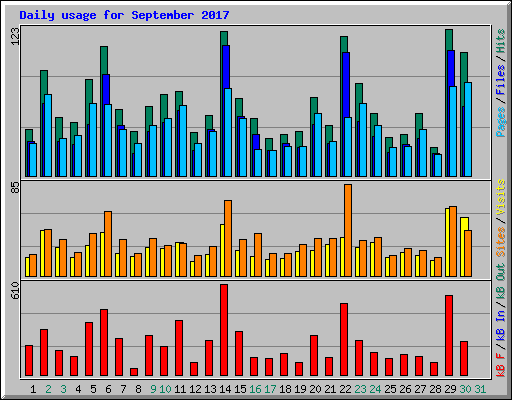 Daily usage for September 2017
123
Pages / Files / Hits
85
Sites / Visits
610
kB F / kB In / kB Out
1 2 3 4 5 6 7 8 9 10 11 12 13 14 15 16 17 18 19 20 21 22 23 24 25 26 27 28 29 30 31